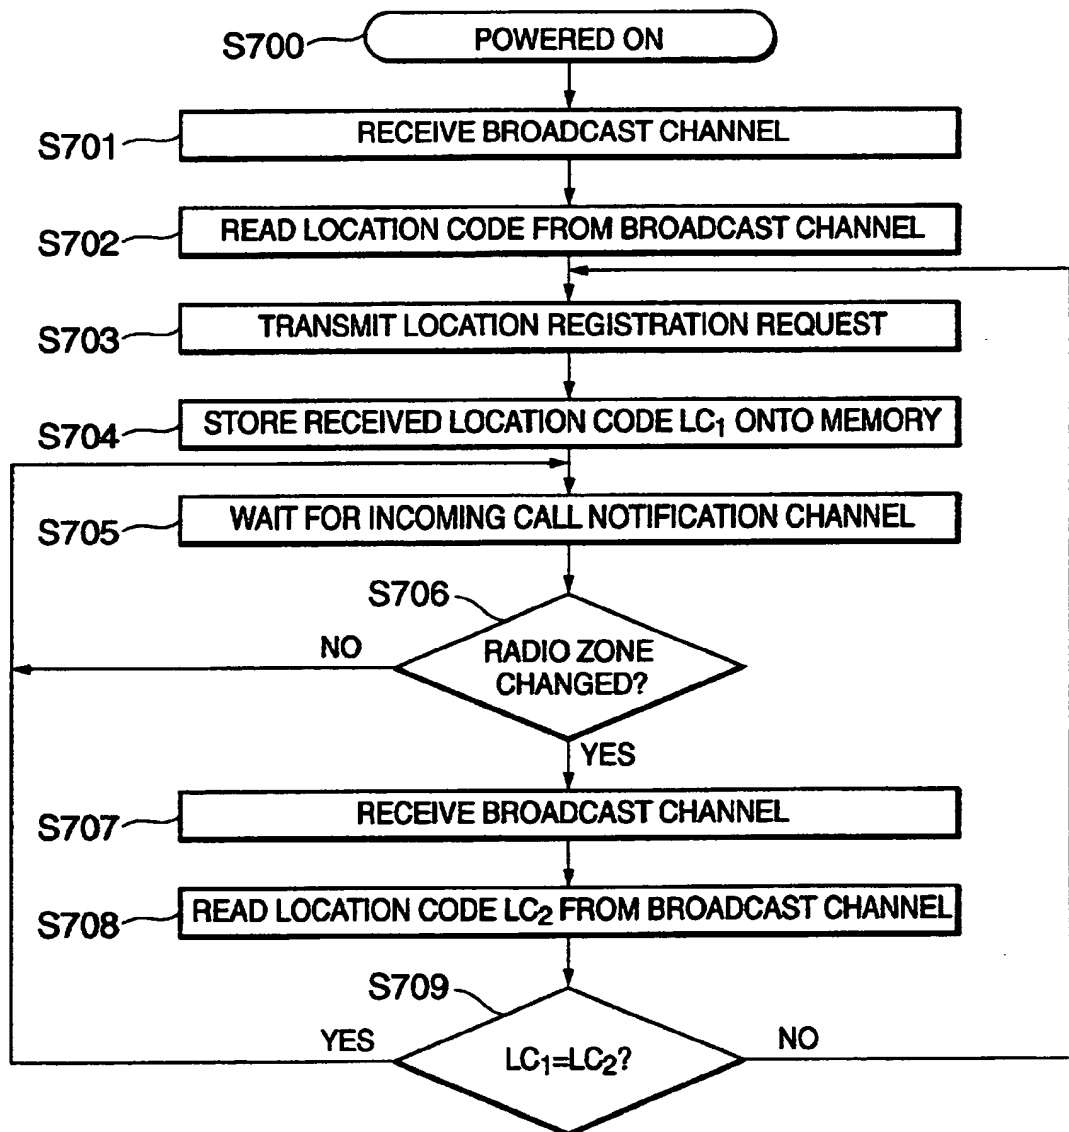 S700
POWERED ON
S701
RECEIVE BROADCAST CHANNEL
S702
READ LOCATION CODE FROM BROADCAST CHANNEL
S703
TRANSMIT LOCATION REGISTRATION REQUEST
S704
STORE RECEIVED LOCATION CODE LC₁ ONTO MEMORY
S705
WAIT FOR INCOMING CALL NOTIFICATION CHANNEL
S706
NO
RADIO ZONE
CHANGED?
YES
S707
RECEIVE BROADCAST CHANNEL
S708
READ LOCATION CODE LC₂ FROM BROADCAST CHANNEL
S709
YES
LC₁=LC₂?
NO